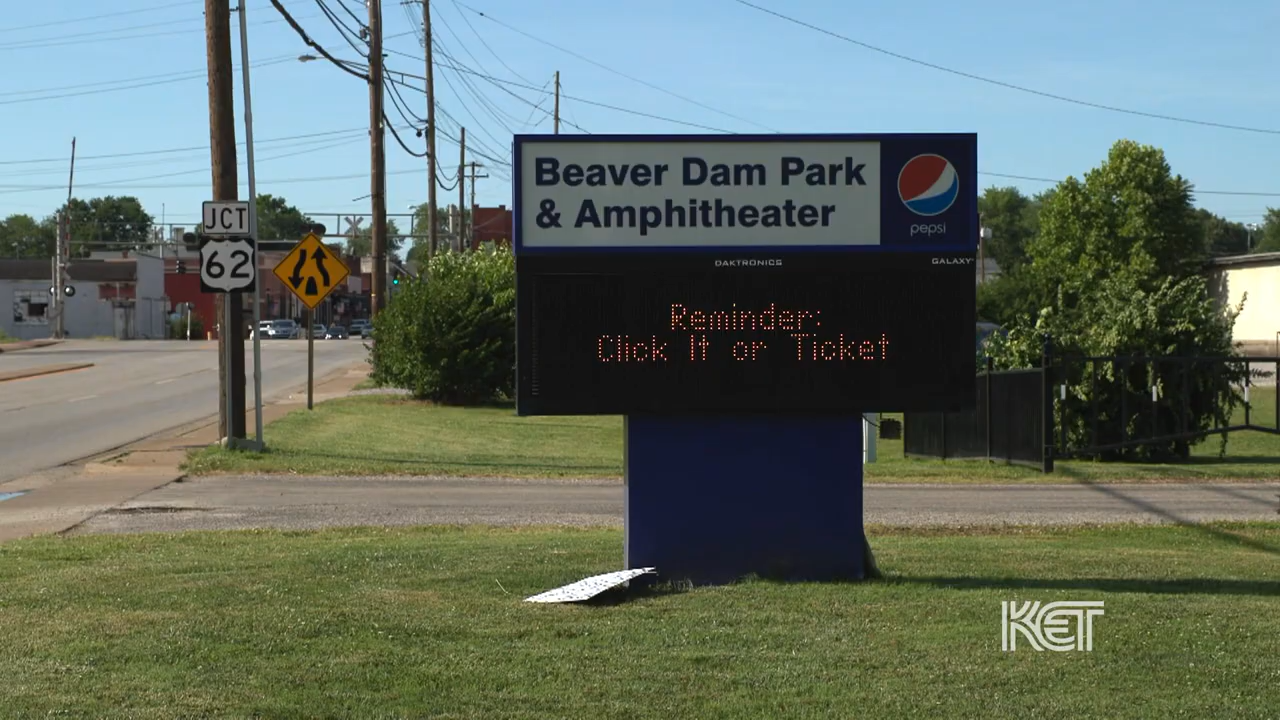 JCT
62
Beaver Dam Park
& Amphitheater
pepsi
DAKTRONICS
GALAXY
Reminder:
Click It or Ticket
KET